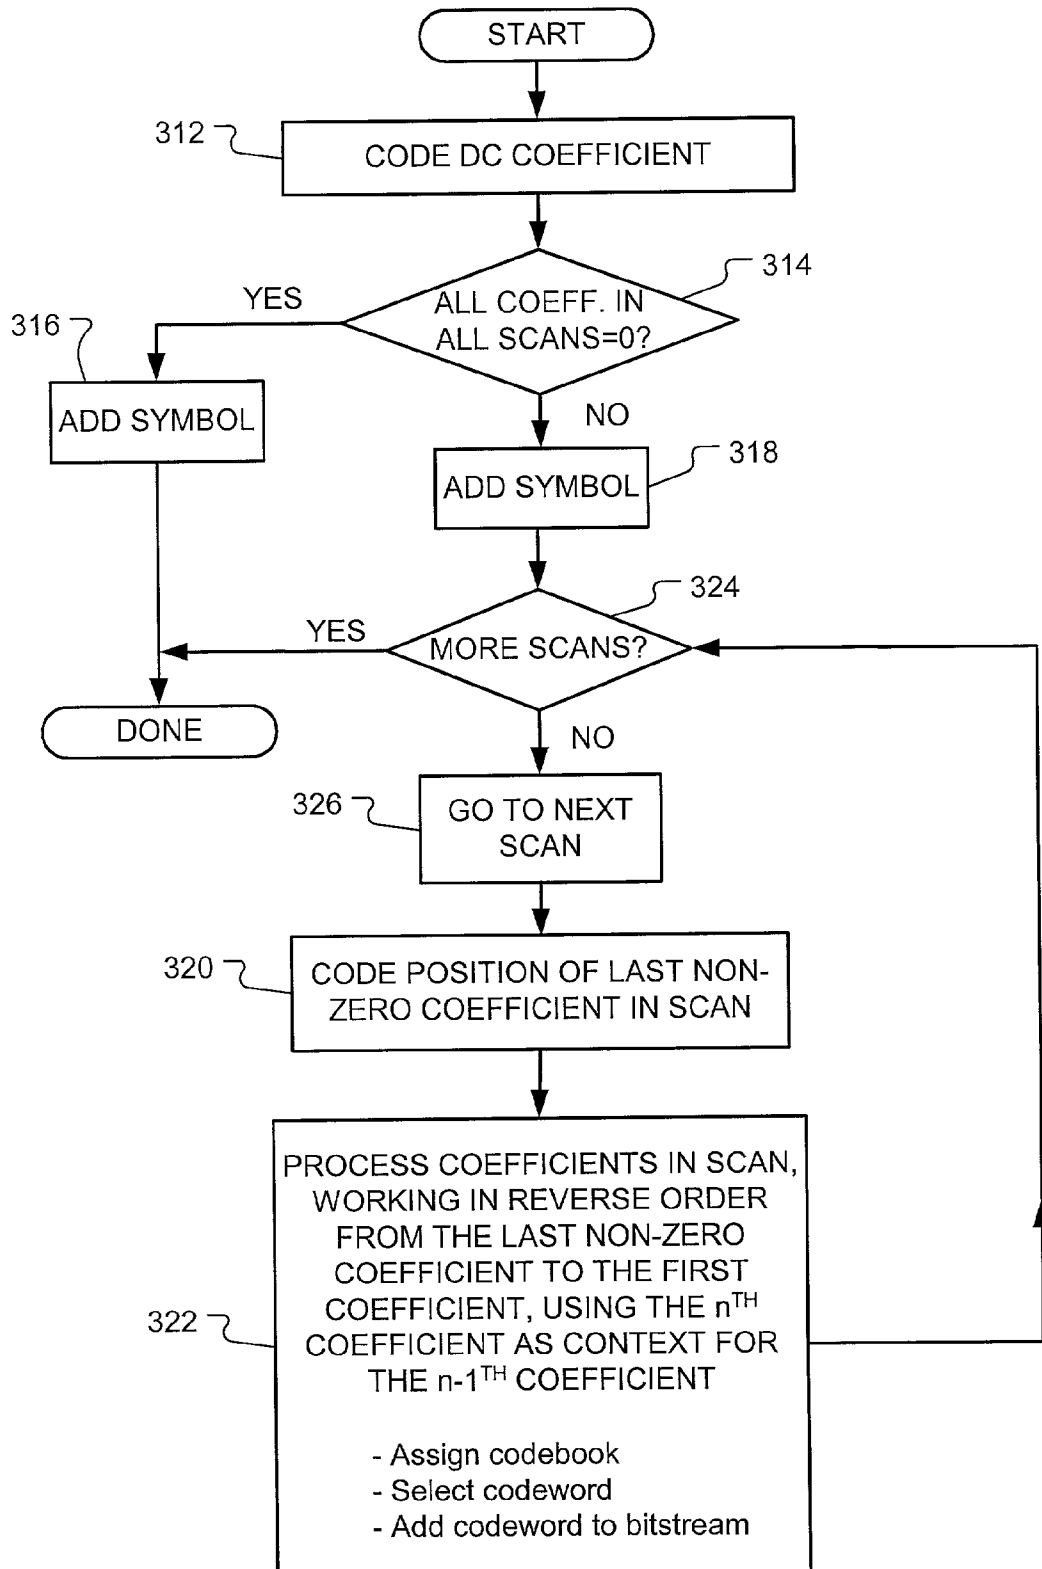 START
312
CODE DC COEFFICIENT
314
ALL COEFF. IN
ALL SCANS=0?
YES
316
ADD SYMBOL
NO
318
ADD SYMBOL
324
MORE SCANS?
YES
DONE
NO
326
GO TO NEXT
SCAN
320
CODE POSITION OF LAST NON-
ZERO COEFFICIENT IN SCAN
PROCESS COEFFICIENTS IN SCAN,
WORKING IN REVERSE ORDER
FROM THE LAST NON-ZERO
COEFFICIENT TO THE FIRST
COEFFICIENT, USING THE nTH
COEFFICIENT AS CONTEXT FOR
THE n-1TH COEFFICIENT
322
- Assign codebook
- Select codeword
- Add codeword to bitstream